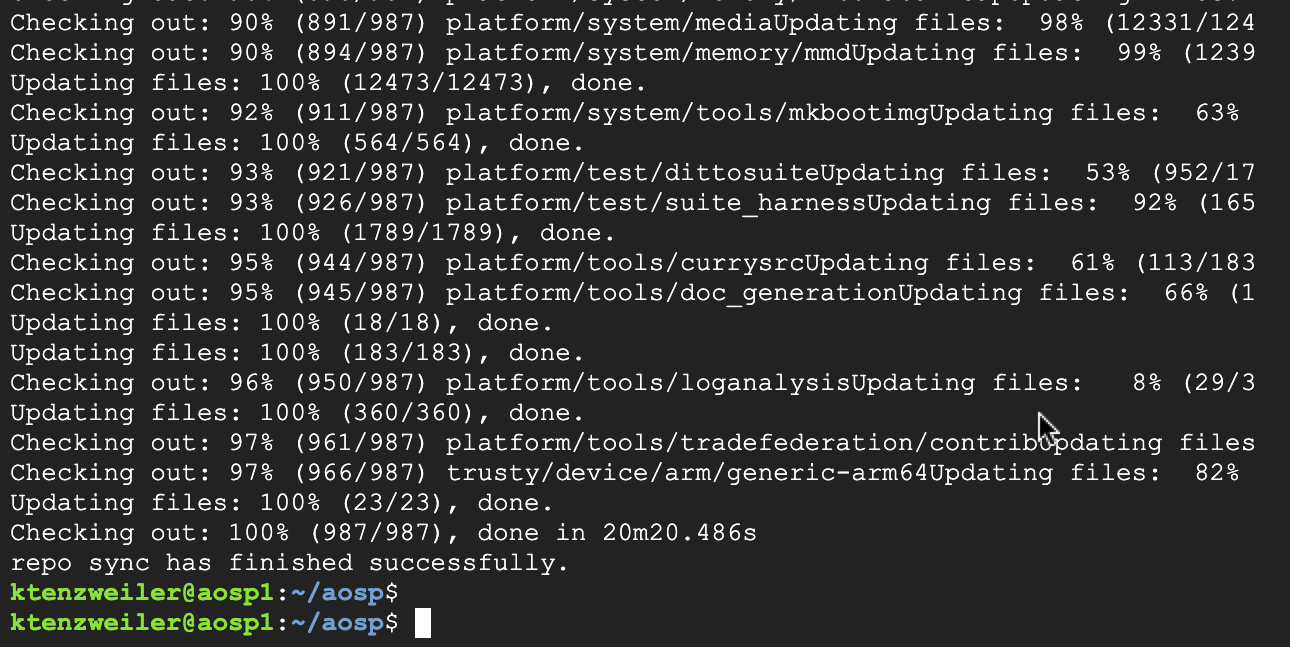 Checking out: 90% (891/987) platform/system/mediaUpdating files:  98% (12331/124
Checking out: 90% (894/987) platform/system/memory/mmdUpdating files:  99% (1239
Updating files: 100% (12473/12473), done.
Checking out: 92% (911/987) platform/system/tools/mkbootimgUpdating files:  63%
Updating files: 100% (564/564), done.
Checking out: 93% (921/987) platform/test/dittosuiteUpdating files:  53% (952/17
Checking out: 93% (926/987) platform/test/suite_harnessUpdating files:  92% (165
Updating files: 100% (1789/1789), done.
Checking out: 95% (944/987) platform/tools/currysrcUpdating files:  61% (113/183
Checking out: 95% (945/987) platform/tools/doc_generationUpdating files:  66% (1
Updating files: 100% (18/18), done.
Updating files: 100% (183/183), done.
Checking out: 96% (950/987) platform/tools/loganalysisUpdating files:   8% (29/3
Updating files: 100% (360/360), done.
Checking out: 97% (961/987) platform/tools/tradefederation/contribUpdating files
Checking out: 97% (966/987) trusty/device/arm/generic-arm64Updating files:  82%
Updating files: 100% (23/23), done.
Checking out: 100% (987/987), done in 20m20.486s
repo sync has finished successfully.
ktenzweiler@aosp1:~/aosp$
ktenzweiler@aosp1:~/aosp$